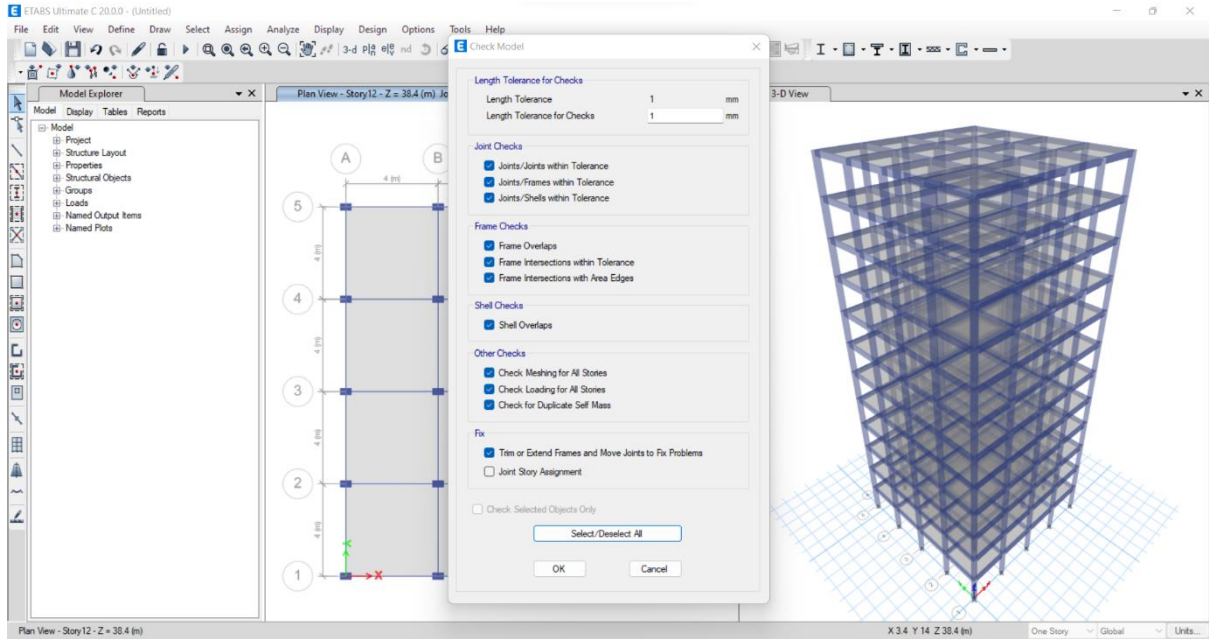 ETABS Ultimate C 20.0.0 - (Untitled)
File Edit View Define Draw Select Assign Analyze Display Design Options Tools Help
3-d
nd
Model Explorer
Model Display Tables Reports
Model
Project
Structure Layout
Properties
Structural Objects
Groups
Loads
Named Output Items
Named Plots
Plan View - Story12 - Z = 38.4 (m) Jo
A
B
4 (m)
5
4 (m)
4
4 (m)
3
4 (m)
2
4 (m)
1
X
Check Model
Length Tolerance for Checks
Length Tolerance 1 mm
Length Tolerance for Checks 1 mm
Joint Checks
Joints/Joints within Tolerance
Joints/Frames within Tolerance
Joints/Shells within Tolerance
Frame Checks
Frame Overlaps
Frame Intersections within Tolerance
Frame Intersections with Area Edges
Shell Checks
Shell Overlaps
Other Checks
Check Meshing for All Stories
Check Loading for All Stories
Check for Duplicate Self Mass
Fix
Trim or Extend Frames and Move Joints to Fix Problems
Joint Story Assignment
Check Selected Objects Only
Select/Deselect All
OK Cancel
3-D View
Plan View - Story12 - Z = 38.4 (m)
X 3.4 Y 14 Z 38.4 (m)
One Story
Global
Units...